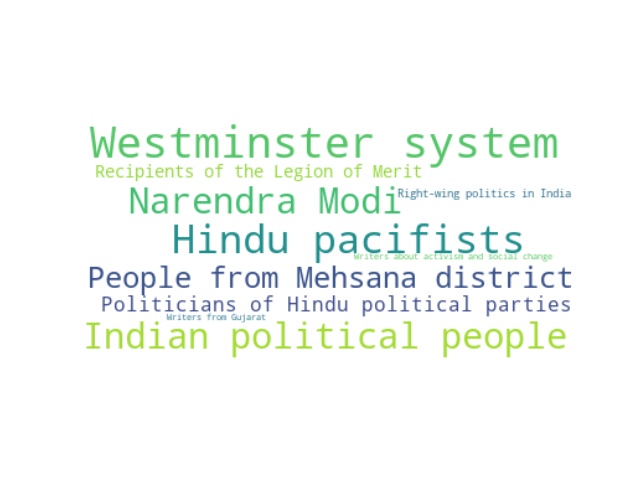 Westminster system
Recipients of the Legion of Merit
Narendra Modi
Right-wing politics in India
Hindu pacifists
Writers about activism and social change
People from Mehsana district
Politicians of Hindu political parties
Writers from Gujarat
Indian political people